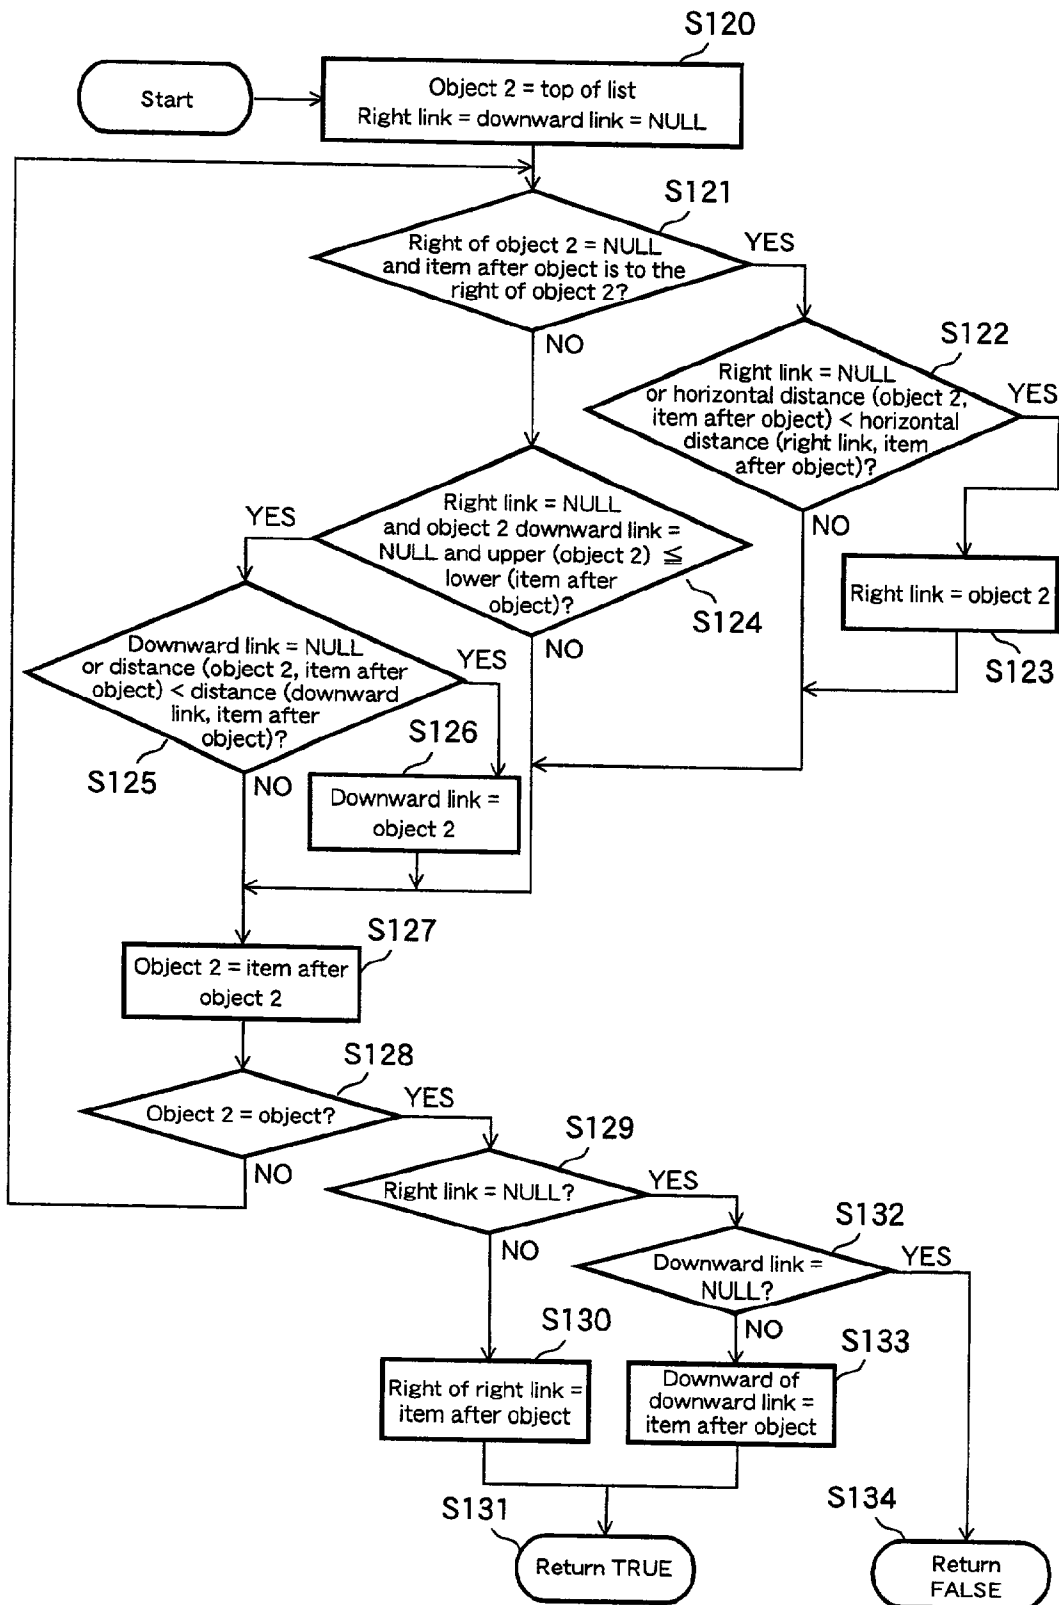 S120
Start
Object 2 = top of list
Right link = downward link = NULL
S121
Right of object 2 = NULL
and item after object is to the
right of object 2?
YES
NO
S122
Right link = NULL
or horizontal distance (object 2,
item after object) < horizontal
distance (right link, item
after object)?
YES
NO
Right link = object 2
S123
Right link = NULL
and object 2 downward link =
NULL and upper (object 2) ≦
lower (item after
object)?
YES
S124
NO
Downward link = NULL
or distance (object 2, item after
object) < distance (downward
link, item after
object)?
YES
S125
NO
S126
Downward link =
object 2
S127
Object 2 = item after
object 2
S128
Object 2 = object?
YES
NO
S129
Right link = NULL?
YES
NO
S132
Downward link =
NULL?
YES
NO
S130
Right of right link =
item after object
S133
Downward of
downward link =
item after object
S131
Return TRUE
S134
Return
FALSE